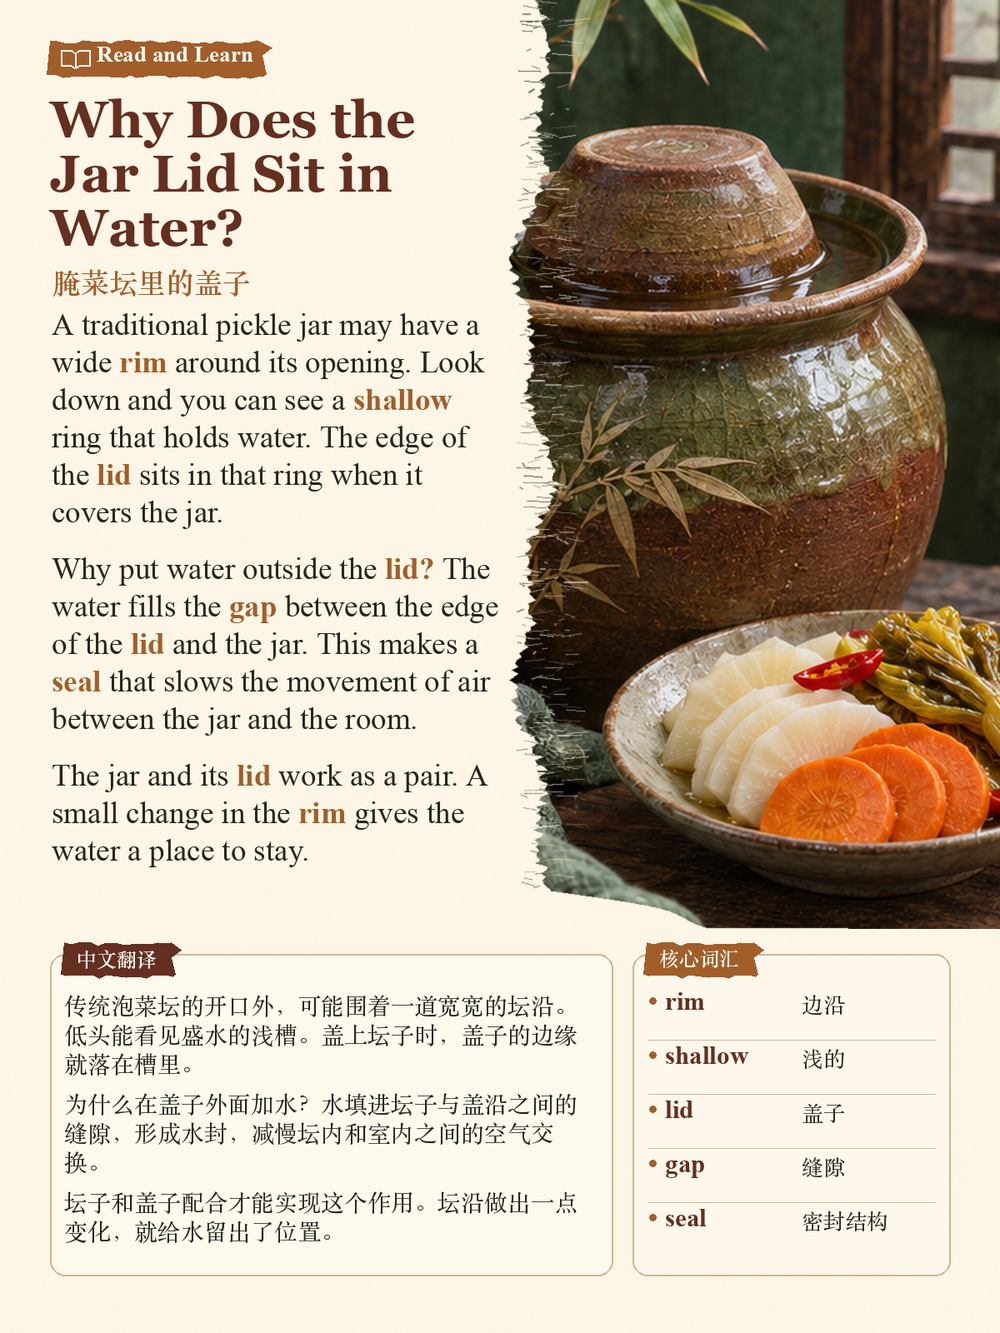 Read and Learn
Why Does the
Jar Lid Sit in
Water?
腌菜坛里的盖子
A traditional pickle jar may have a
wide rim around its opening. Look
down and you can see a shallow
ring that holds water. The edge of
the lid sits in that ring when it
covers the jar.
Why put water outside the lid? The
water fills the gap between the edge
of the lid and the jar. This makes a
seal that slows the movement of air
between the jar and the room.
The jar and its lid work as a pair. A
small change in the rim gives the
water a place to stay.
中文翻译
传统泡菜坛的开口外，可能围着一道宽宽的坛沿。
低头能看见盛水的浅槽。盖上坛子时，盖子的边缘
就落在槽里。
为什么在盖子外面加水？水填进坛子与盖沿之间的
缝隙，形成水封，减慢坛内和室内之间的空气交
换。
坛子和盖子配合才能实现这个作用。坛沿做出一点
变化，就给水留出了位置。
核心词汇
rim 边沿
shallow 浅的
lid 盖子
gap 缝隙
seal 密封结构